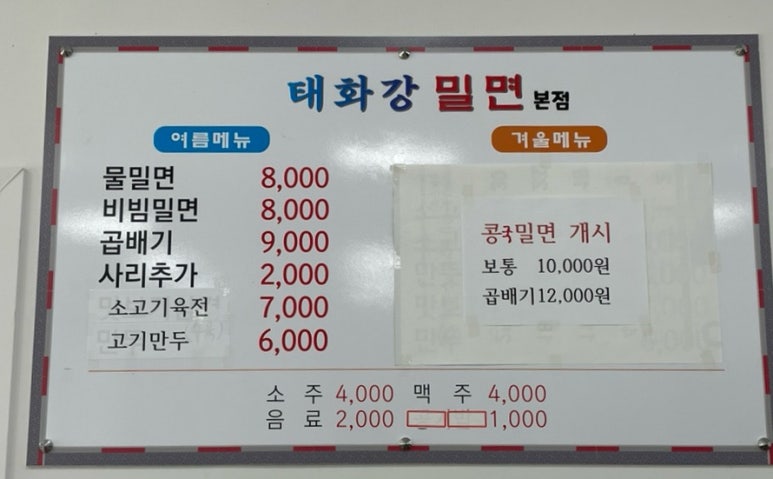 태화강 밀면 본점
여름메뉴
물밀면 8,000
비빔밀면 8,000
곱배기 9,000
사리추가 2,000
소고기육전 7,000
고기만두 6,000
겨울메뉴
콩국밀면 개시
보통 10,000원
곱배기12,000원
소 주 4,000 맥 주 4,000
음 료 2,000 1,000